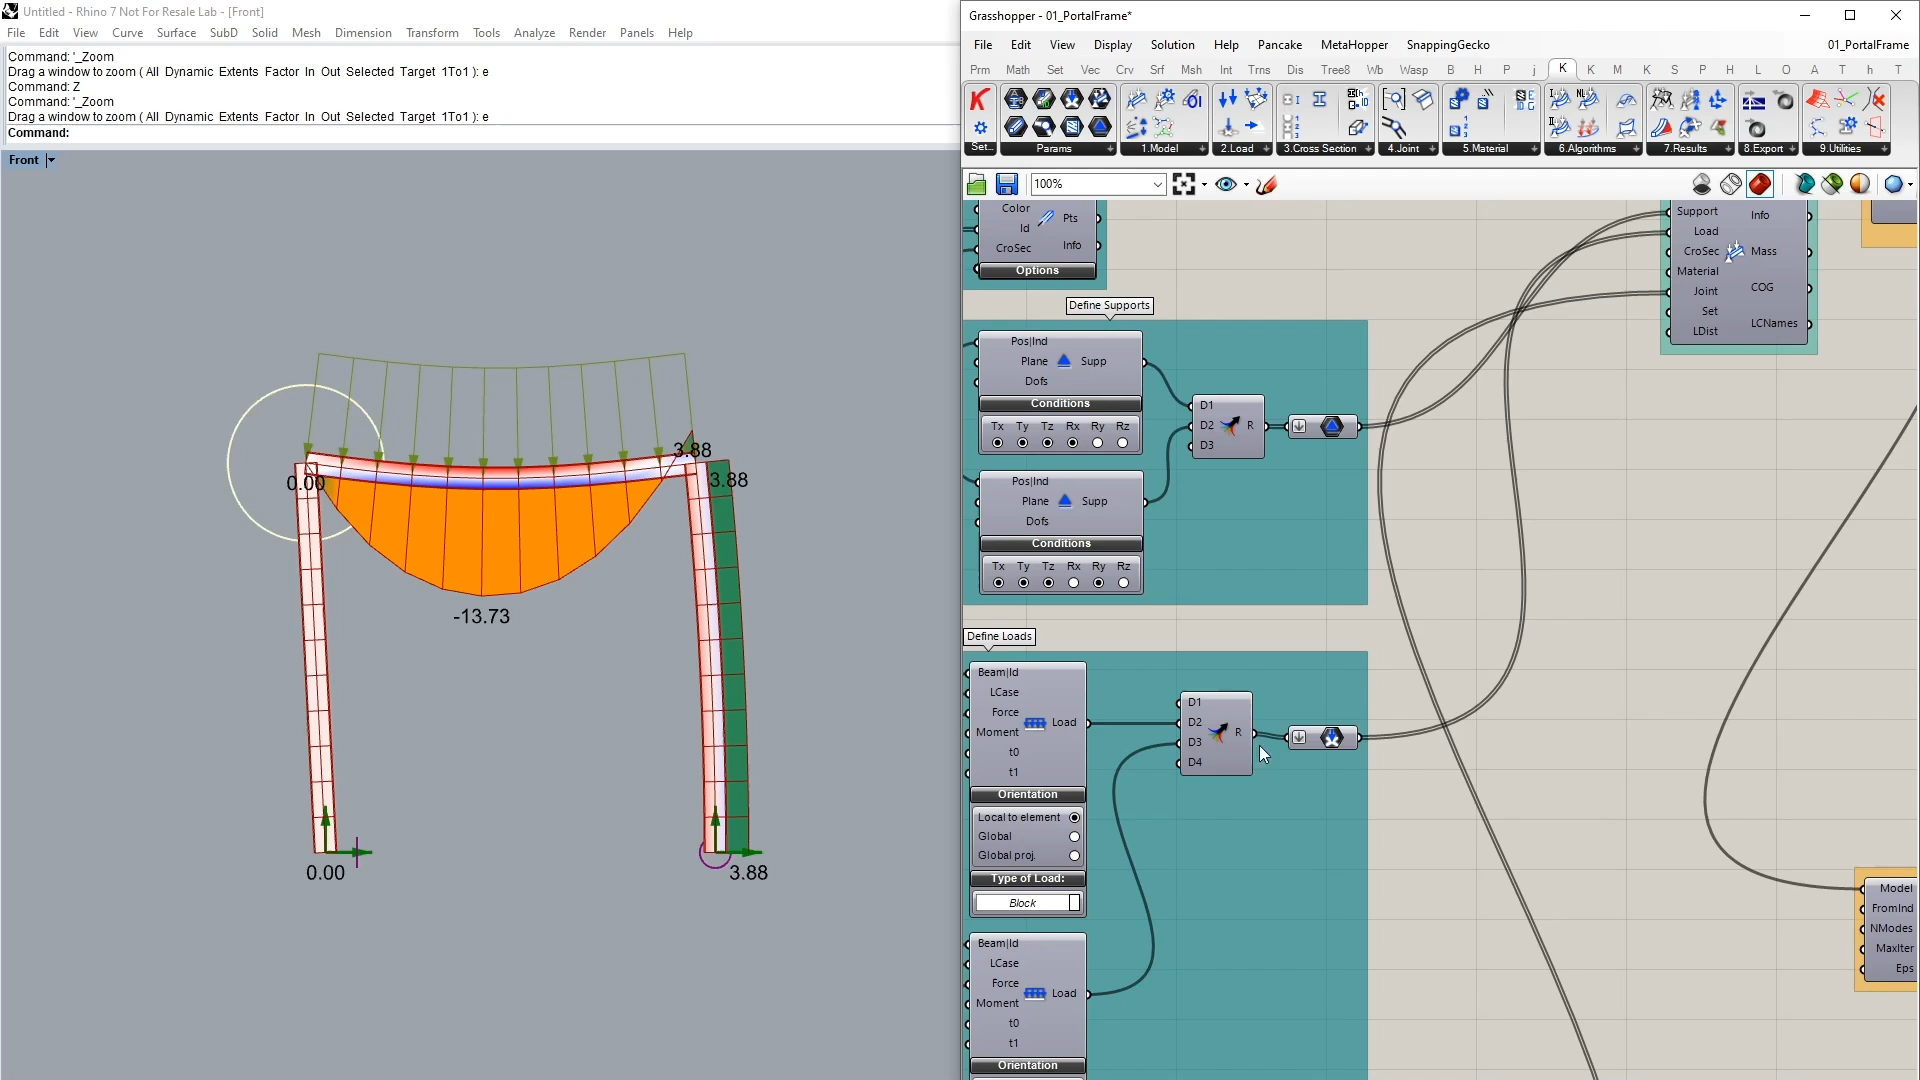 Untitled - Rhino 7 Not For Resale Lab - [Front]
File Edit View Curve Surface SubD Solid Mesh Dimension Transform Tools Analyze Render Panels Help
Command: '_Zoom
Drag a window to zoom ( All Dynamic Extents Factor In Out Selected Target 1To1 ): e
Command: Z
Command: '_Zoom
Drag a window to zoom ( All Dynamic Extents Factor In Out Selected Target 1To1 ): e
Command:
Front
3.88
3.88
0.00
-13.73
0.00
3.88
Grasshopper - 01_PortalFrame*
File Edit View Display Solution Help Pancake MetaHopper SnappingGecko 01_PortalFrame
Prm Math Set Vec Crv Srf Msh Int Trns Dis Tree8 Wb Wasp B H P j K K M K S P H L O A T h T
Set... Params 1.Model 2.Load 3.Cross Section 4.Joint 5.Material 6.Algorithms 7.Results 8.Export 9.Utilities
100%
Color
Id
CroSec
Pts
Info
Options
Support
Load
CroSec
Material
Joint
Set
LDist
Info
Mass
COG
LCNames
Define Supports
Pos|Ind
Plane
Dofs
Supp
Conditions
Tx Ty Tz Rx Ry Rz
D1
D2
D3
R
Pos|Ind
Plane
Dofs
Supp
Conditions
Tx Ty Tz Rx Ry Rz
Define Loads
Beam|Id
LCase
Force
Moment
t0
t1
Load
Orientation
Local to element
Global
Global proj.
Type of Load:
Block
D1
D2
D3
D4
R
Beam|Id
LCase
Force
Moment
t0
t1
Load
Orientation
Model
FromInd
NModes
MaxIter
Eps